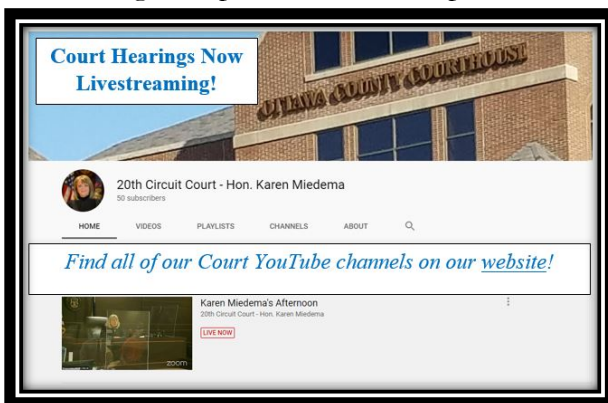 Court Hearings Now
Livestreaming!
OTTAWA COUNTY COURTHOUSE
20th Circuit Court - Hon. Karen Miedema
50 subscribers
HOME VIDEOS PLAYLISTS CHANNELS ABOUT
Find all of our Court YouTube channels on our website!
Karen Miedema's Afternoon
20th Circuit Court - Hon. Karen Miedema
LIVE NOW
zoom